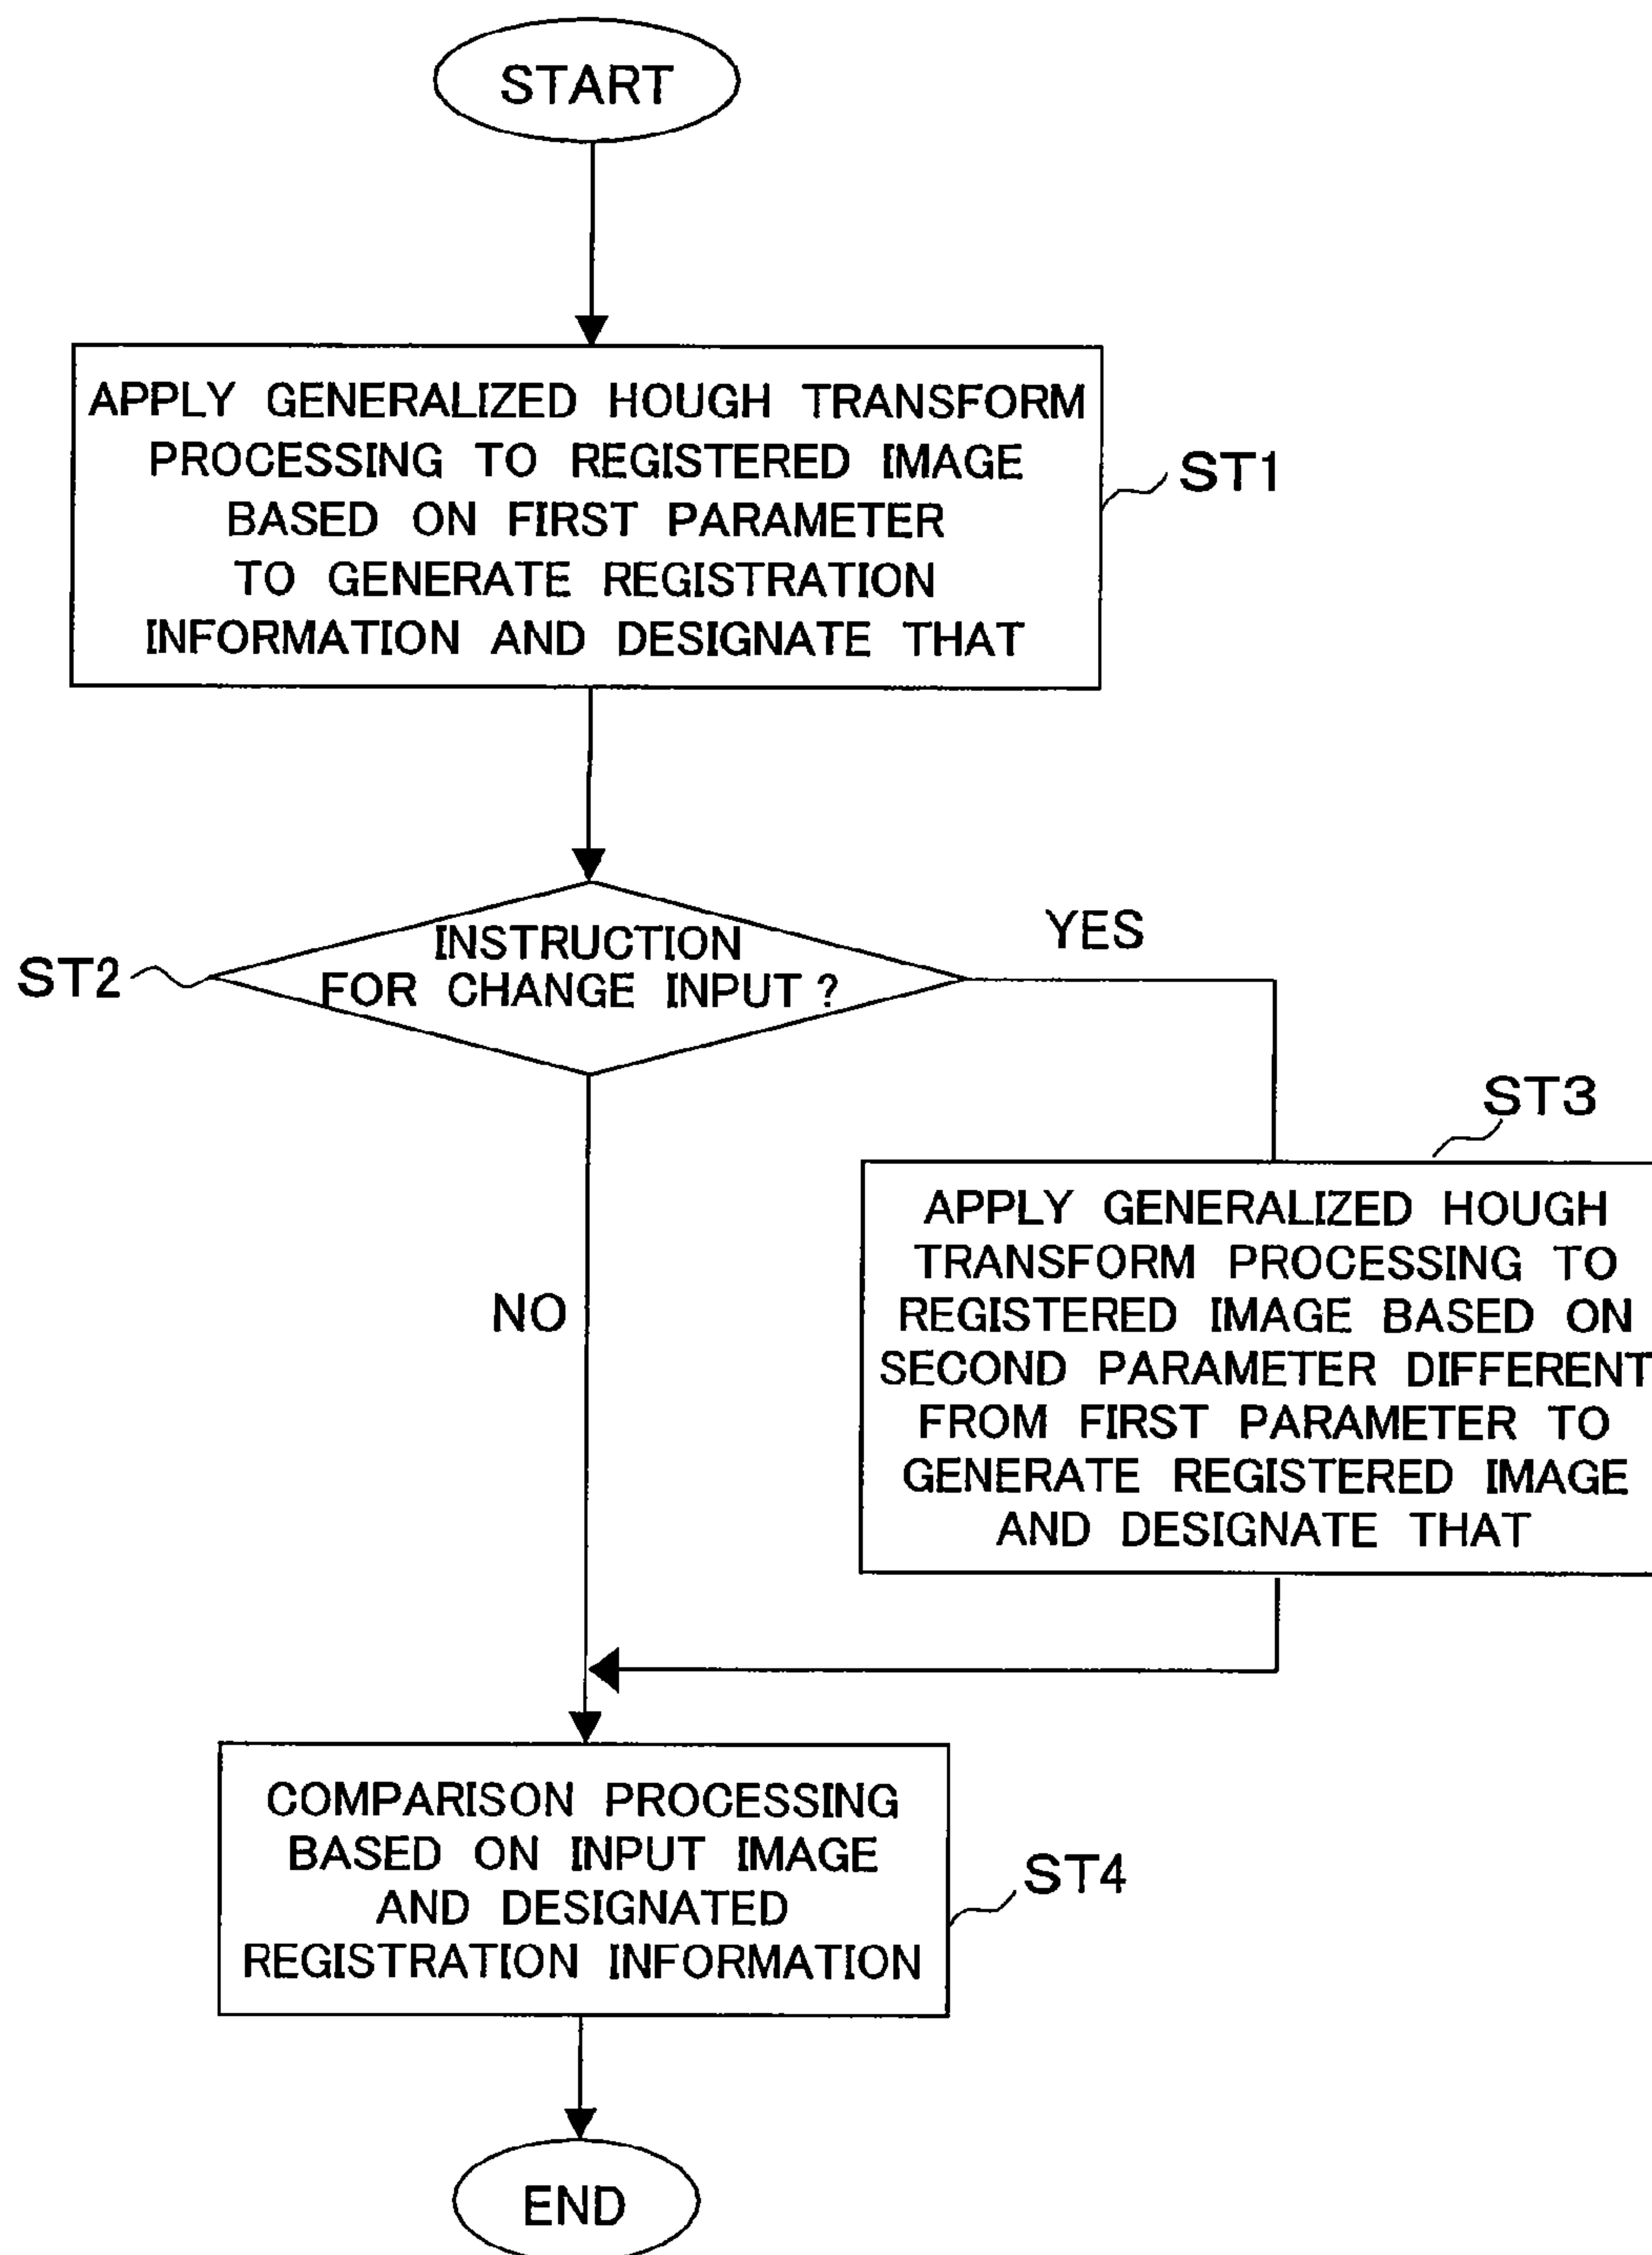 START
APPLY GENERALIZED HOUGH TRANSFORM
PROCESSING TO REGISTERED IMAGE
BASED ON FIRST PARAMETER
TO GENERATE REGISTRATION
INFORMATION AND DESIGNATE THAT
ST1
INSTRUCTION
FOR CHANGE INPUT?
ST2
YES
NO
ST3
APPLY GENERALIZED HOUGH
TRANSFORM PROCESSING TO
REGISTERED IMAGE BASED ON
SECOND PARAMETER DIFFERENT
FROM FIRST PARAMETER TO
GENERATE REGISTERED IMAGE
AND DESIGNATE THAT
COMPARISON PROCESSING
BASED ON INPUT IMAGE
AND DESIGNATED
REGISTRATION INFORMATION
ST4
END